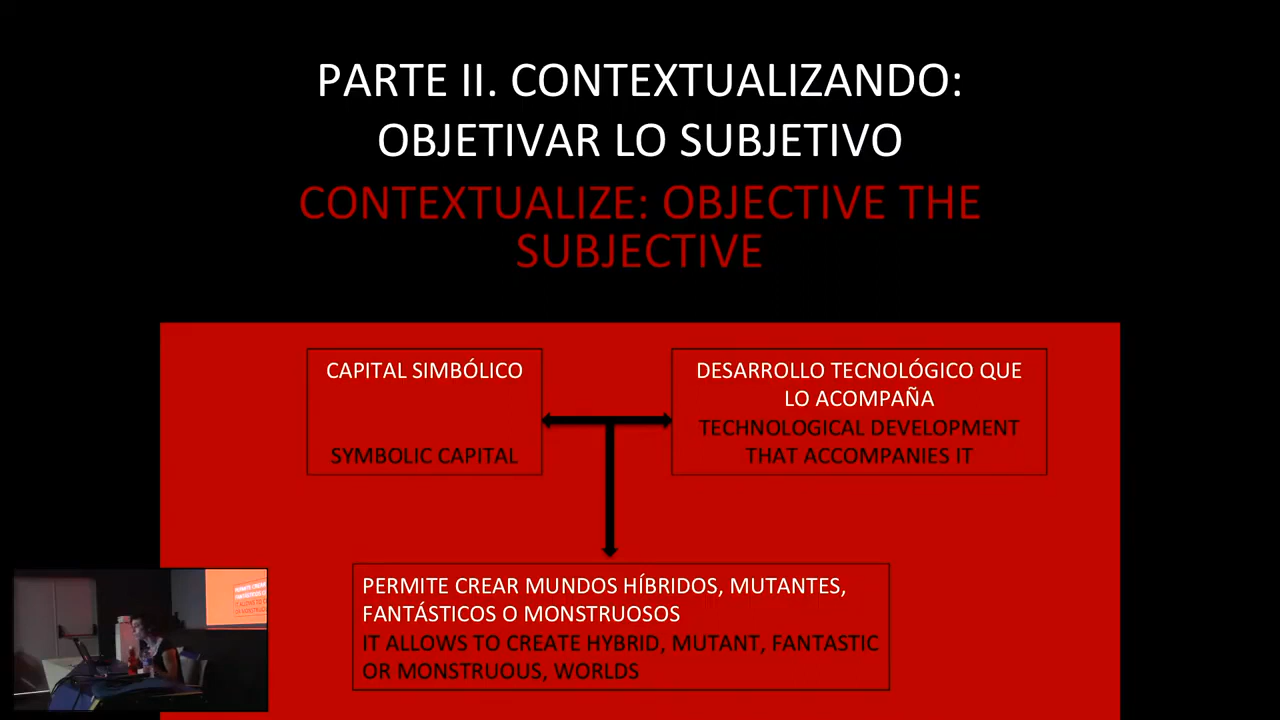 PARTE II. CONTEXTUALIZANDO:
OBJETIVAR LO SUBJETIVO
CONTEXTUALIZE: OBJECTIVE THE
SUBJECTIVE
CAPITAL SIMBÓLICO
SYMBOLIC CAPITAL
DESARROLLO TECNOLÓGICO QUE
LO ACOMPAÑA
TECHNOLOGICAL DEVELOPMENT
THAT ACCOMPANIES IT
PERMITE CREAR MUNDOS HÍBRIDOS, MUTANTES,
FANTÁSTICOS O MONSTRUOSOS
IT ALLOWS TO CREATE HYBRID, MUTANT, FANTASTIC
OR MONSTRUOUS, WORLDS